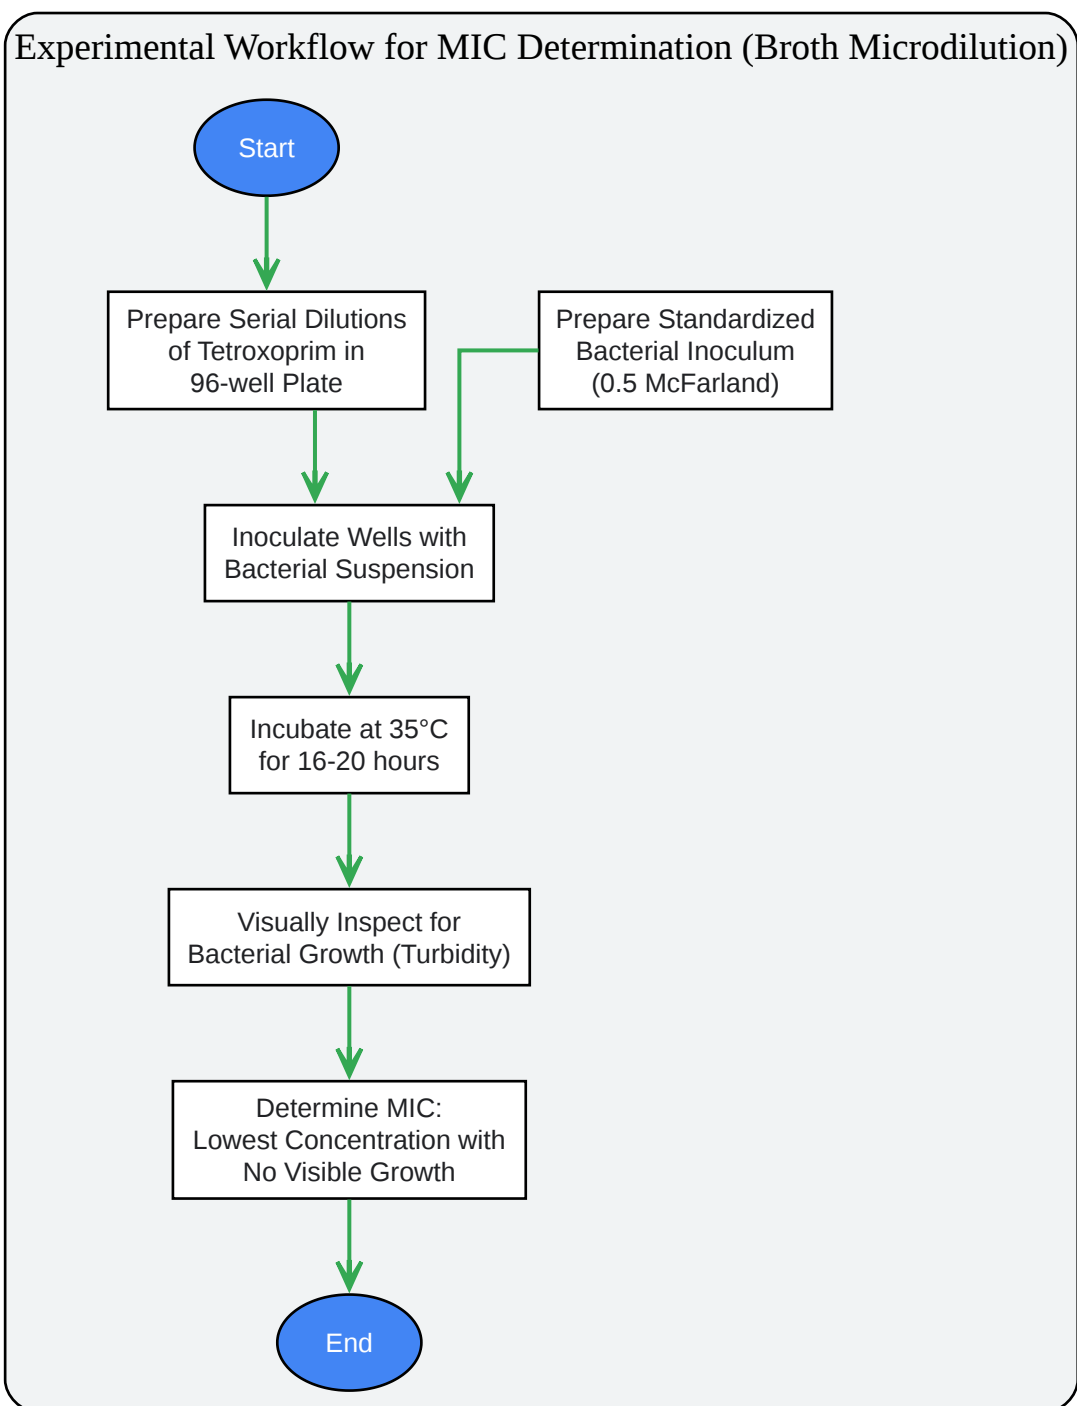 Experimental Workflow for MIC Determination (Broth Microdilution)
Start
Prepare Serial Dilutions
of Tetroxoprim in
96-well Plate
Prepare Standardized
Bacterial Inoculum
(0.5 McFarland)
Inoculate Wells with
Bacterial Suspension
Incubate at 35°C
for 16-20 hours
Visually Inspect for
Bacterial Growth (Turbidity)
Determine MIC:
Lowest Concentration with
No Visible Growth
End